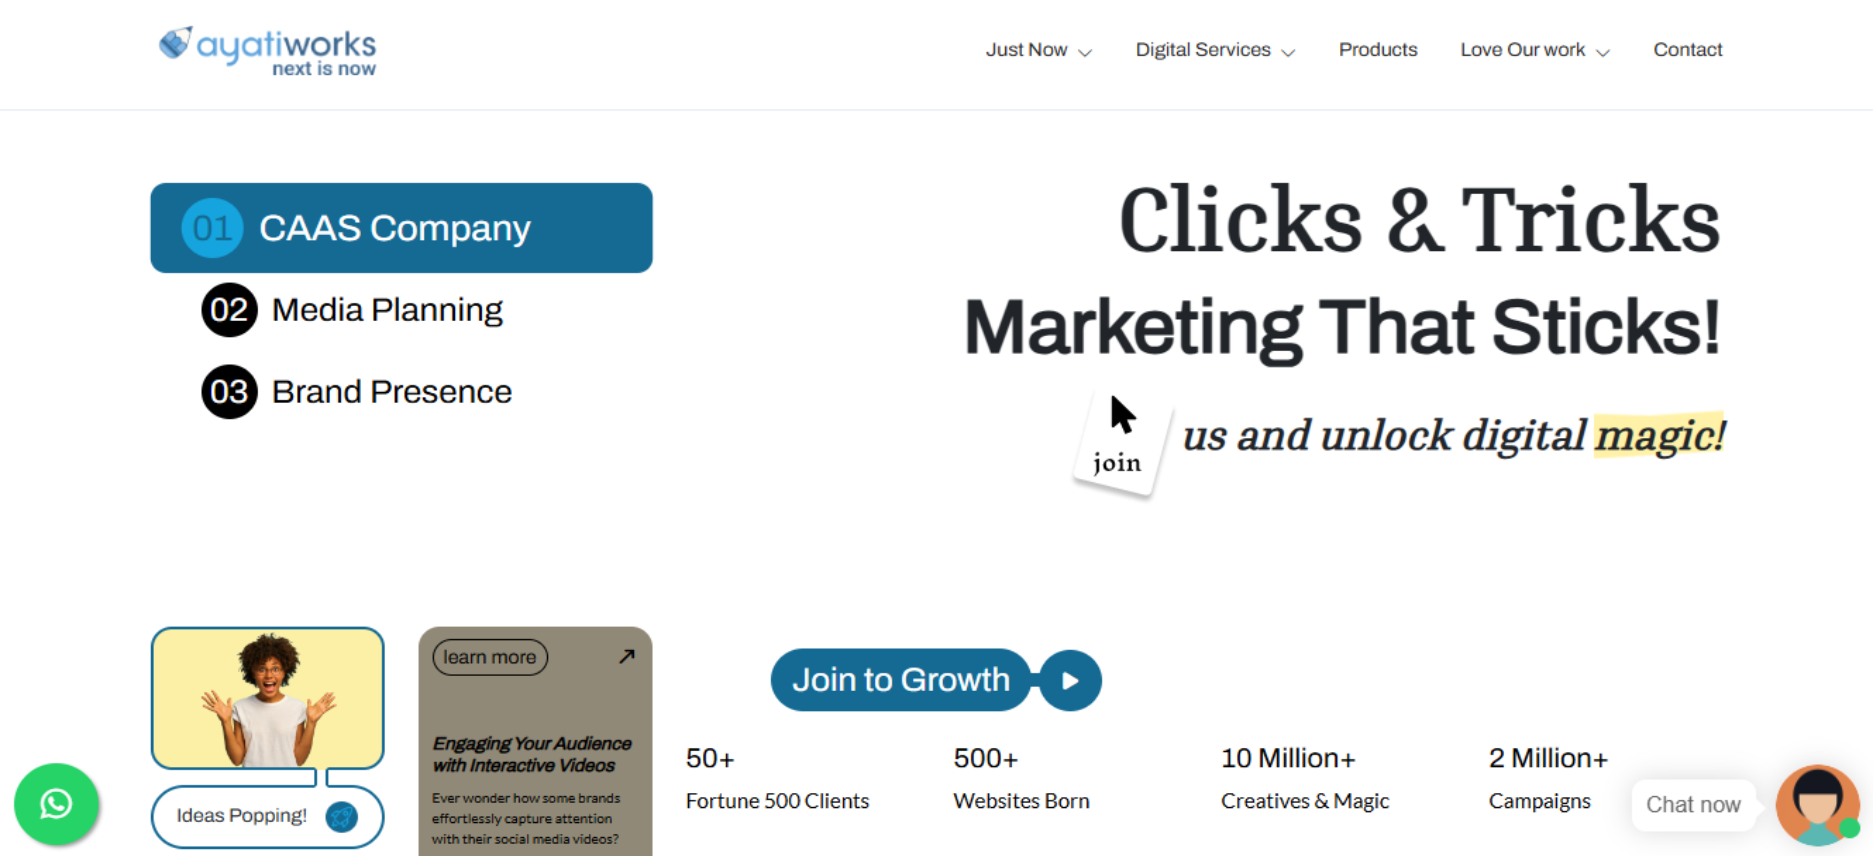 ayatiworks
next is now
Just Now
Digital Services
Products
Love Our work
Contact
01 CAAS Company
02 Media Planning
03 Brand Presence
Clicks & Tricks
Marketing That Sticks!
join us and unlock digital magic!
Ideas Popping!
learn more
Engaging Your Audience
with Interactive Videos
Ever wonder how some brands
effortlessly capture attention
with their social media videos?
Join to Growth
50+
Fortune 500 Clients
500+
Websites Born
10 Million+
Creatives & Magic
2 Million+
Campaigns
Chat now